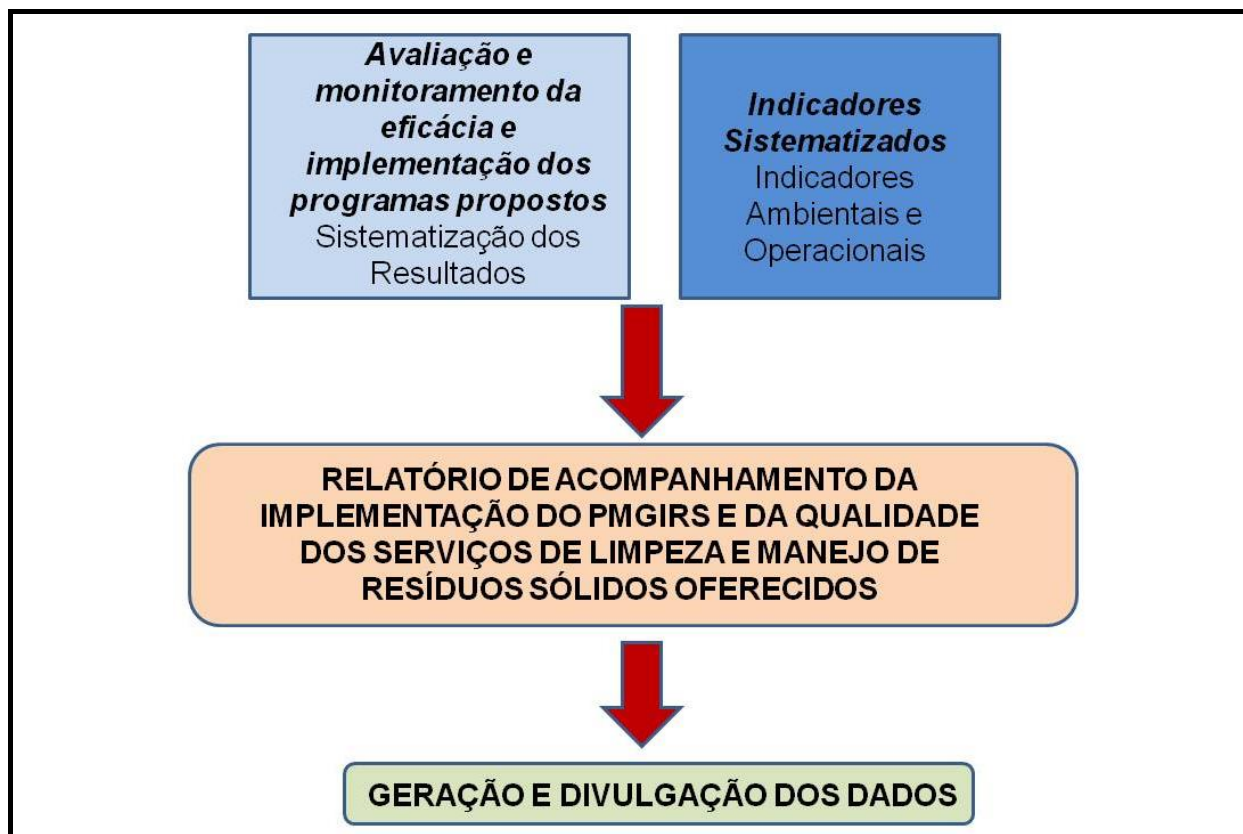 Avaliação e
monitoramento da
eficácia e
implementação dos
programas propostos
Sistematização dos
Resultados
Indicadores
Sistematizados
Indicadores
Ambientais e
Operacionais
RELATÓRIO DE ACOMPANHAMENTO DA
IMPLEMENTAÇÃO DO PMGIRS E DA QUALIDADE
DOS SERVIÇOS DE LIMPEZA E MANEJO DE
RESÍDUOS SÓLIDOS OFERECIDOS
GERAÇÃO E DIVULGAÇÃO DOS DADOS